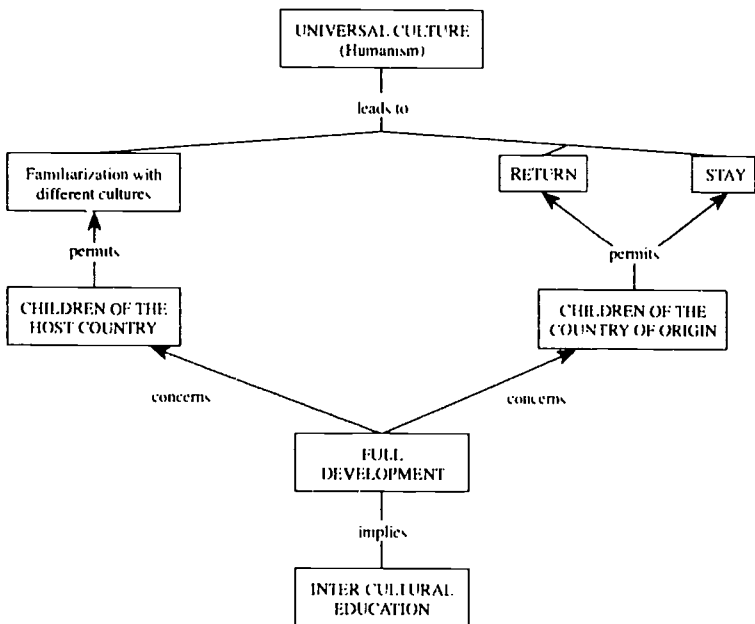 UNIVERSAL CULTURE
(Humanism)
leads to
Familiarization with
different cultures
RETURN
STAY
permits
permits
CHILDREN OF THE
HOST COUNTRY
CHILDREN OF THE
COUNTRY OF ORIGIN
concerns
concerns
FULL
DEVELOPMENT
implies
INTER CULTURAL
EDUCATION